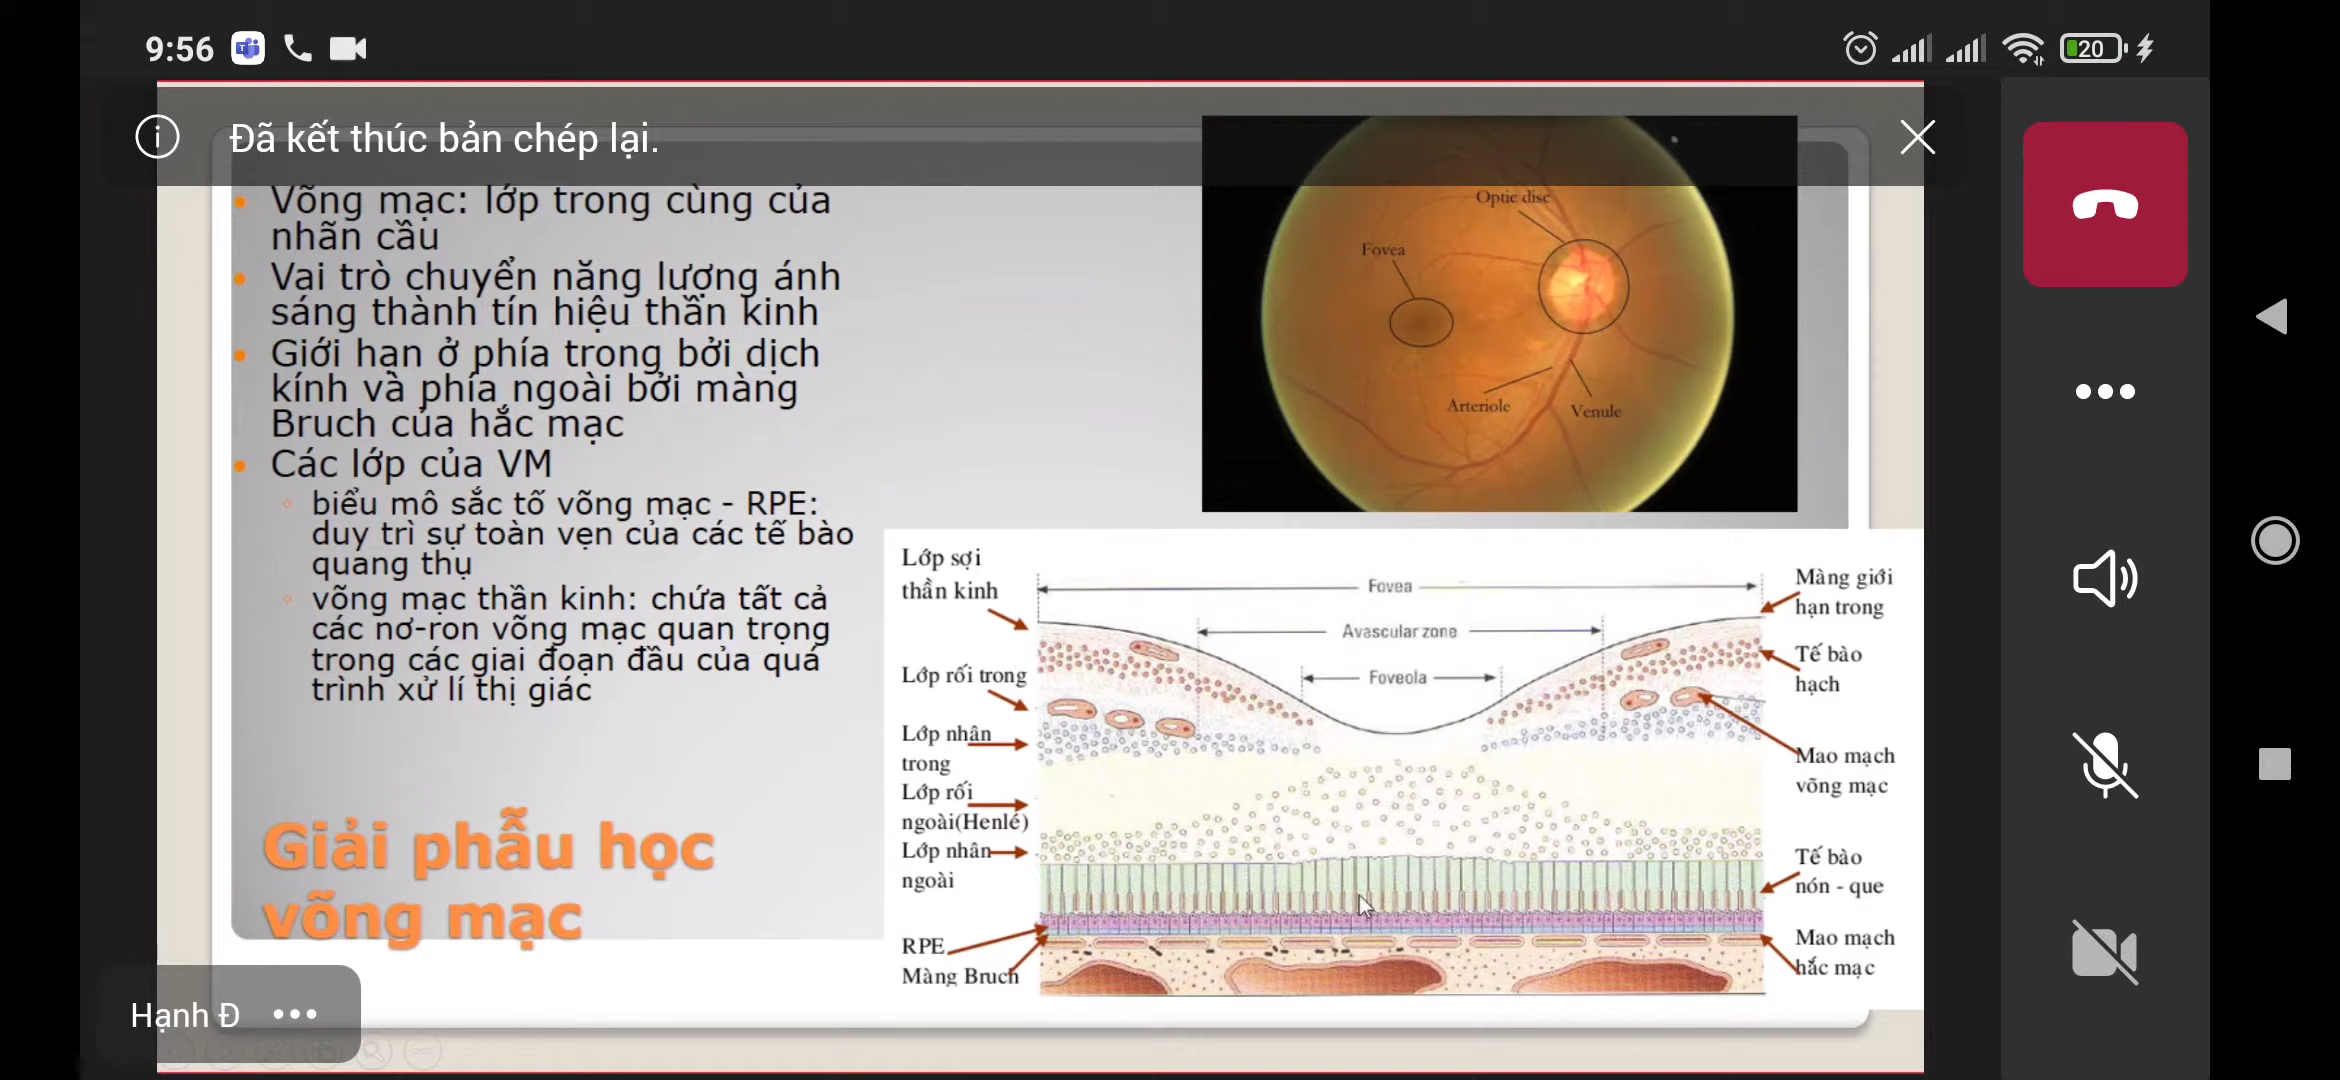 9:56
20
Đã kết thúc bản chép lại.
Võng mạc: lớp trong cùng của
nhãn cầu
Vai trò chuyển năng lượng ánh
sáng thành tín hiệu thần kinh
Giới hạn ở phía trong bởi dịch
kính và phía ngoài bởi màng
Bruch của hắc mạc
Các lớp của VM
biểu mô sắc tố võng mạc - RPE:
duy trì sự toàn vẹn của các tế bào
quang thụ
võng mạc thần kinh: chứa tất cả
các nơ-ron võng mạc quan trọng
trong các giai đoạn đầu của quá
trình xử lí thị giác
Giải phẫu học
võng mạc
Optic disc
Fovea
Arteriole
Venule
Lớp sợi
thần kinh
Lớp rối trong
Lớp nhân
trong
Lớp rối
ngoài(Henlé)
Lớp nhân
ngoài
RPE
Màng Bruch
Fovea
Avascular zone
Foveola
Màng giới
hạn trong
Tế bào
hạch
Mao mạch
võng mạc
Tế bào
nón - que
Mao mạch
hắc mạc
Hạnh Đ